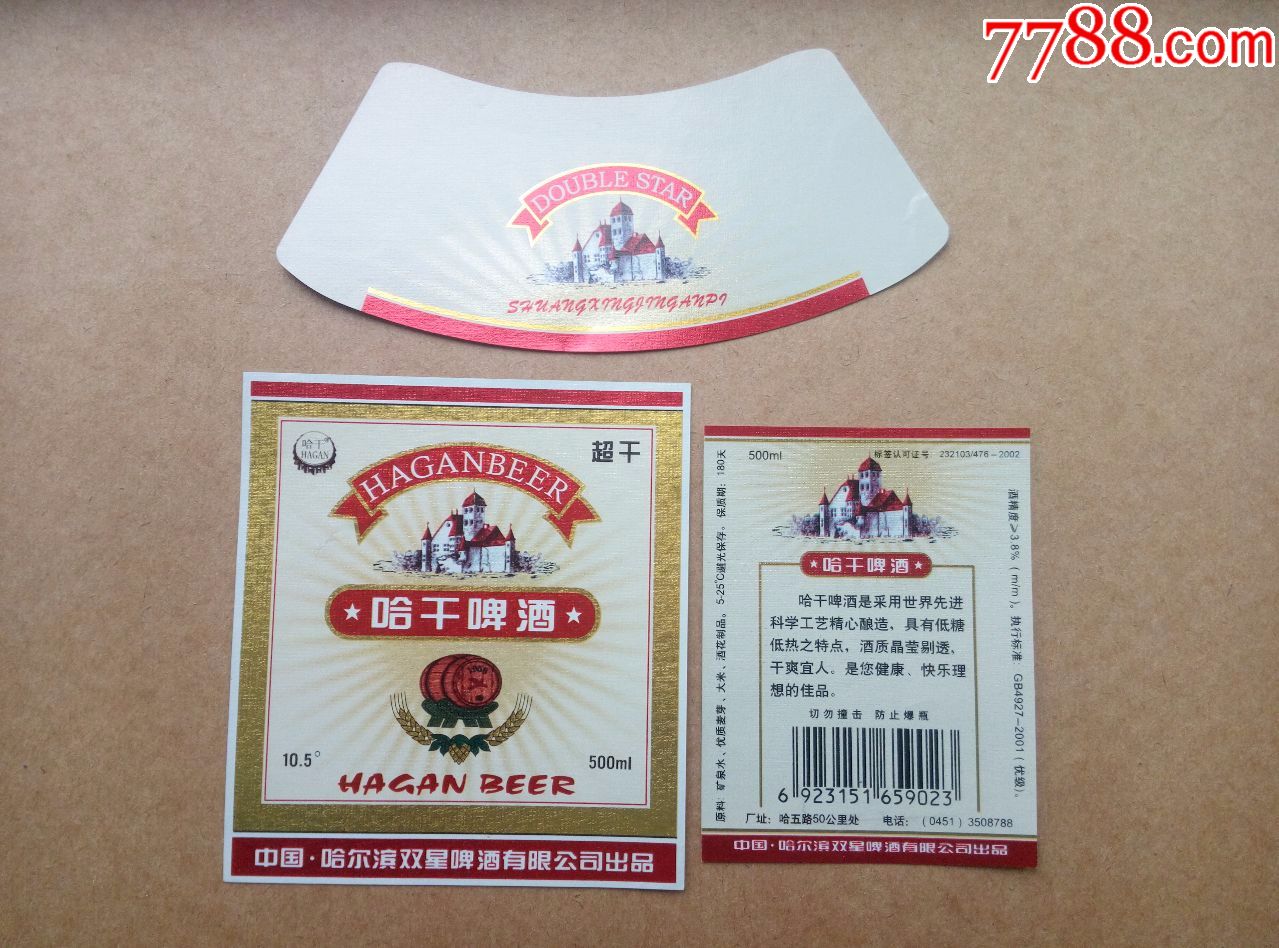 7788.com
DOUBLE STAR
SHUANGXINGJINGANPI
哈干
HAGAN
超干
HAGANBEER
哈干啤酒
1908
10.5°
500ml
HAGAN BEER
中国·哈尔滨双星啤酒有限公司出品
500ml
标签认可证号: 232103/476-2002
哈干啤酒
哈干啤酒是采用世界先进
科学工艺精心酿造，具有低糖
低热之特点，酒质晶莹剔透，
干爽宜人。是您健康、快乐理
想的佳品。
切勿撞击 防止爆瓶
6 923151 659023
厂址：哈五路50公里处 电话：(0451) 3508788
原料：矿泉水、优质麦芽、大米、酒花制品。5-25℃避光保存。保质期：180天
酒精度≥3.8%（m/m）。执行标准：GB4927-2001（优级）。
中国·哈尔滨双星啤酒有限公司出品